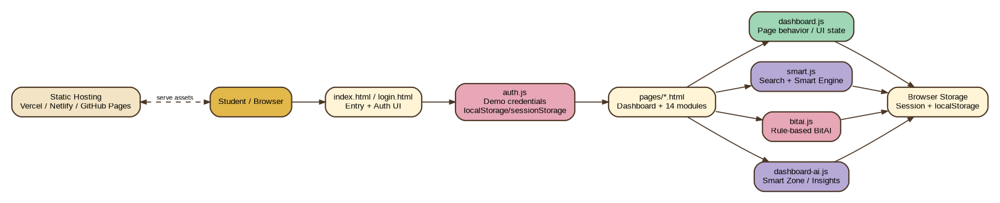 Static Hosting
Vercel / Netlify / GitHub Pages
serve assets
Student / Browser
index.html / login.html
Entry + Auth UI
auth.js
Demo credentials
localStorage/sessionStorage
pages/*.html
Dashboard + 14 modules
dashboard.js
Page behavior / UI state
smart.js
Search + Smart Engine
bitai.js
Rule-based BitAI
dashboard-ai.js
Smart Zone / Insights
Browser Storage
Session + localStorage